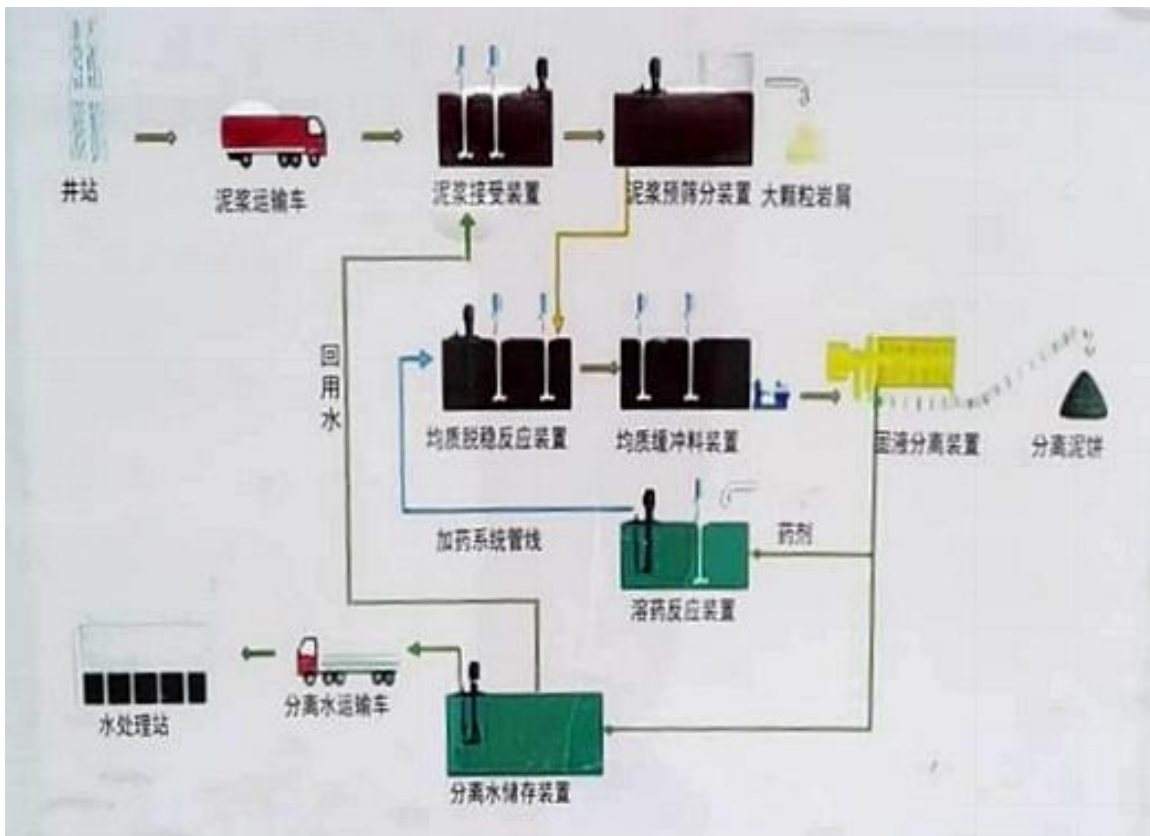 井站
泥浆运输车
泥浆接受装置
泥浆预筛分装置
大颗粒岩屑
回用水
均质脱稳反应装置
均质缓冲料装置
固液分离装置
分离泥饼
加药系统管线
药剂
溶药反应装置
水处理站
分离水运输车
分离水储存装置